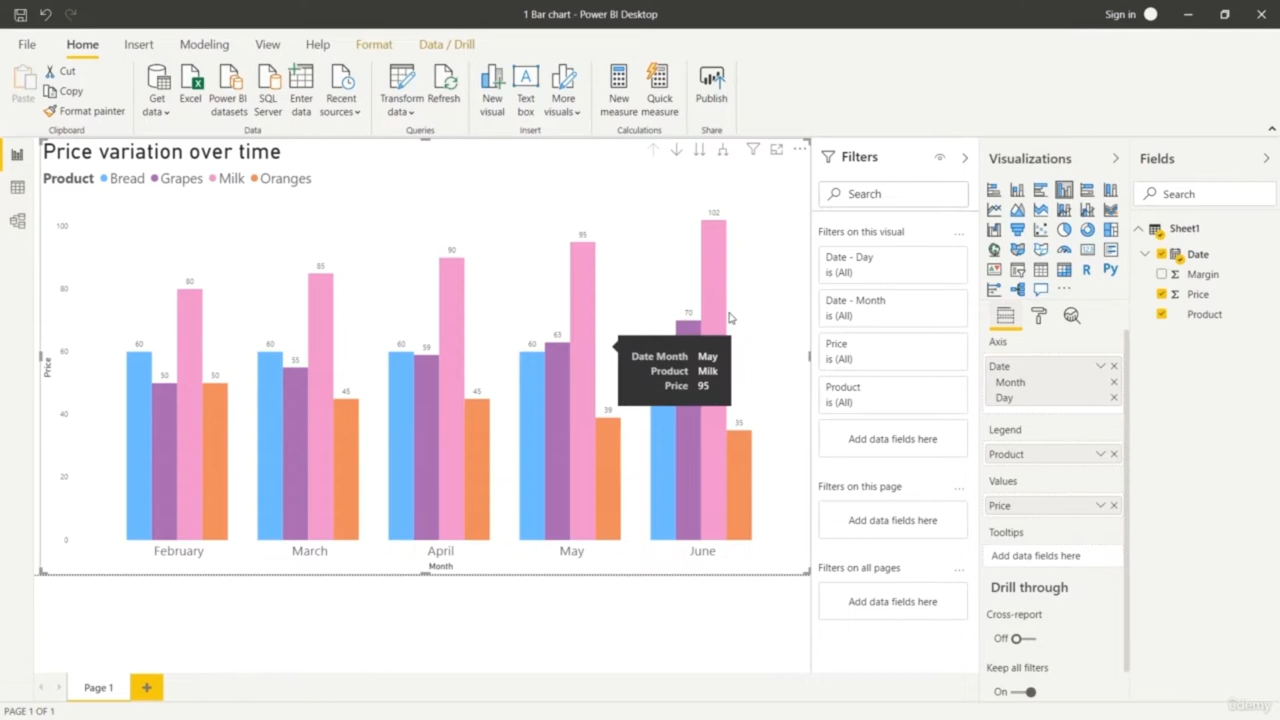 1 Bar chart - Power BI Desktop
Sign in
File Home Insert Modeling View Help Format Data / Drill
Paste
Cut
Copy
Format painter
Clipboard
Get data
Excel
Power BI datasets
SQL Server
Enter data
Recent sources
Data
Transform data
Refresh
Queries
New visual
A
Text box
More visuals
Insert
New measure
Quick measure
Calculations
Publish
Share
Price variation over time
Product Bread Grapes Milk Oranges
100
80
60
40
20
0
Price
60 50 80 50
60 55 85 45
60 59 90 45
60 63 95 39
70 102 35
Date Month May
Product Milk
Price 95
February March April May June
Month
Filters
Search
Filters on this visual ...
Date - Day
is (All)
Date - Month
is (All)
Price
is (All)
Product
is (All)
Add data fields here
Filters on this page ...
Add data fields here
Filters on all pages ...
Add data fields here
Visualizations
R Py
Axis
Date
Month
Day
Legend
Product
Values
Price
Tooltips
Add data fields here
Drill through
Cross-report
Off
Keep all filters
On
Fields
Search
Sheet1
Date
Σ Margin
Σ Price
Product
Page 1
PAGE 1 OF 1
ûdemy